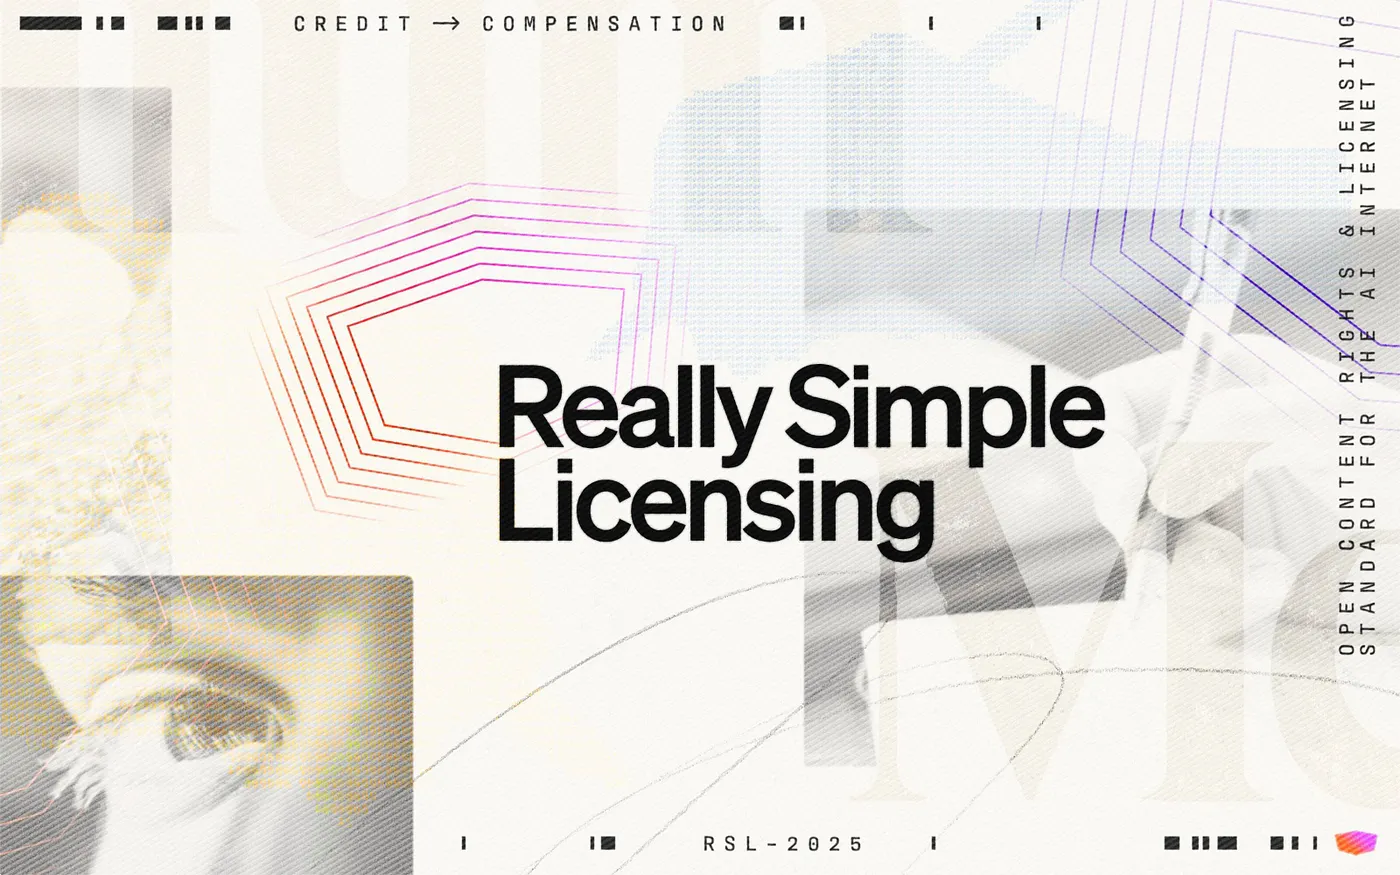 CREDIT → COMPENSATION
Really Simple
Licensing
OPEN CONTENT RIGHTS & LICENSING
STANDARD FOR THE AI INTERNET
RSL-2025